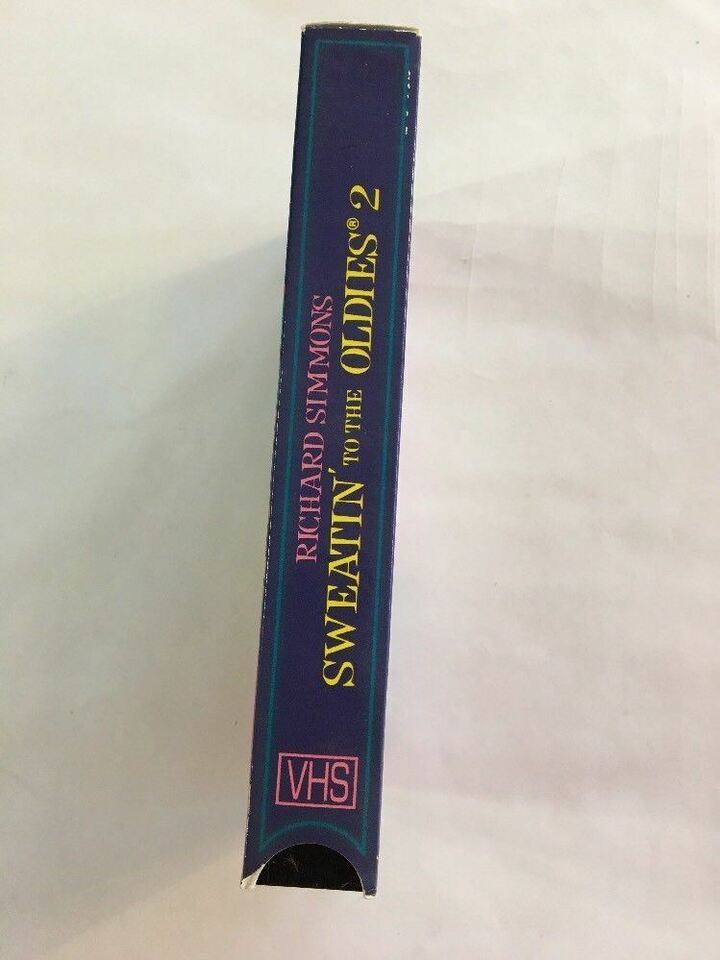 RICHARD SIMMONS
SWEATIN' TO THE OLDIES® 2
VHS